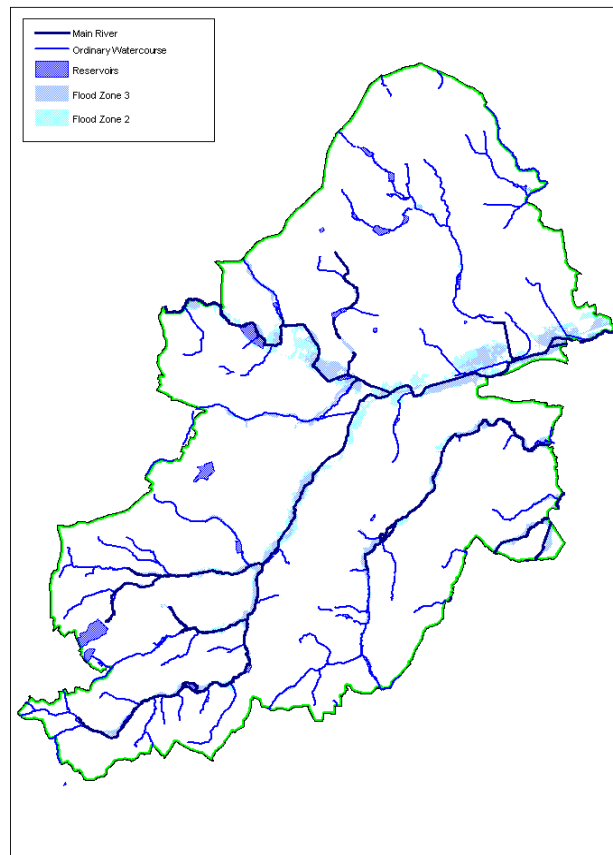 Main River
Ordinary Watercourse
Reservoirs
Flood Zone 3
Flood Zone 2